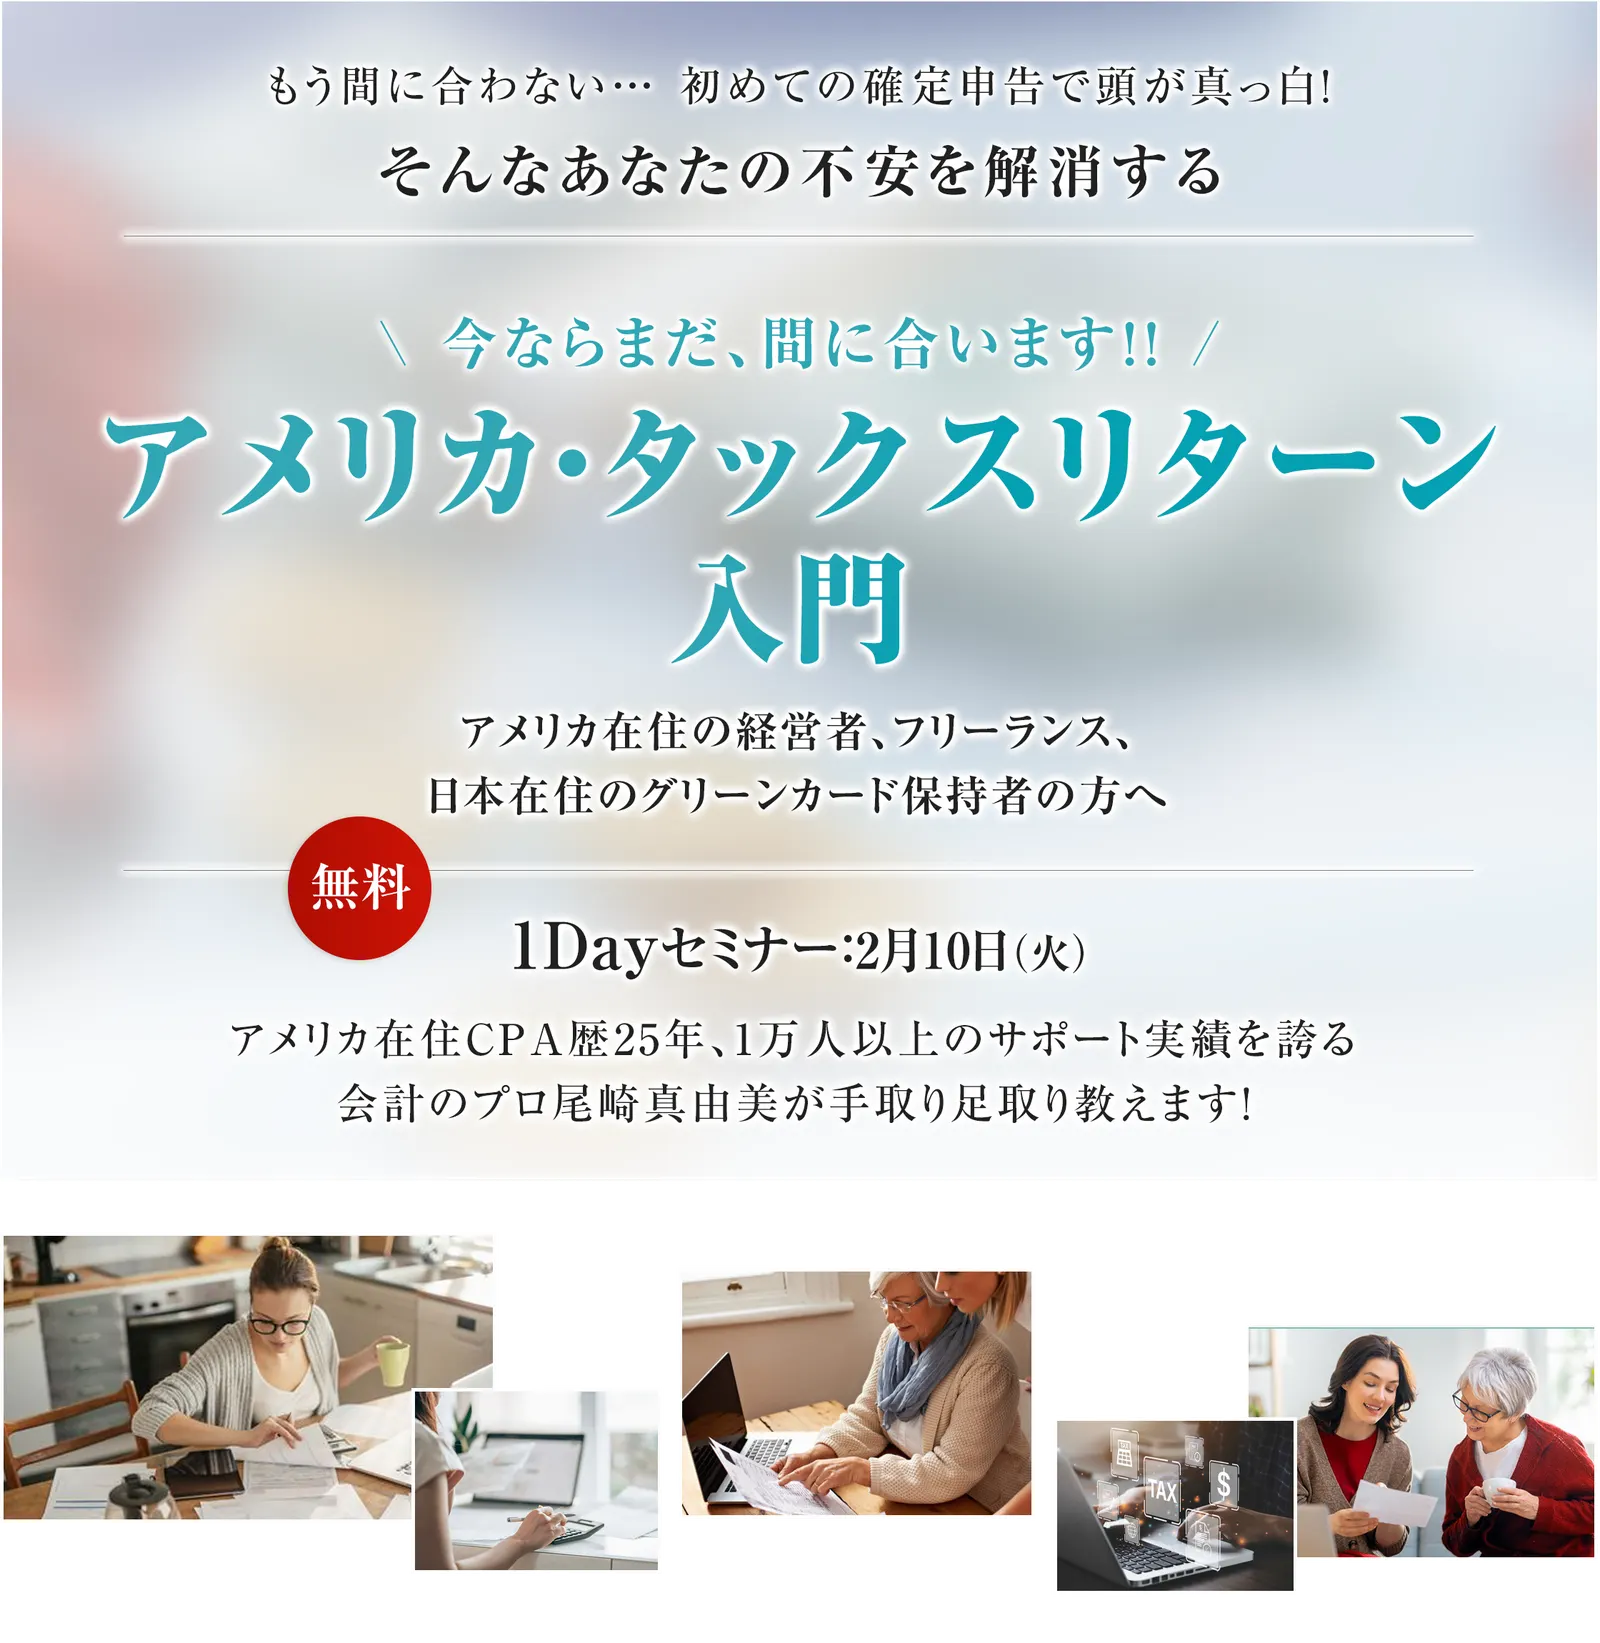 もう間に合わない… 初めての確定申告で頭が真っ白!
そんなあなたの不安を解消する
\ 今ならまだ、間に合います!! /
アメリカ・タックスリターン
入門
アメリカ在住の経営者、フリーランス、
日本在住のグリーンカード保持者の方へ
無料
1Dayセミナー:2月10日(火)
アメリカ在住CPA歴25年、1万人以上のサポート実績を誇る
会計のプロ尾崎真由美が手取り足取り教えます!
TAX
$